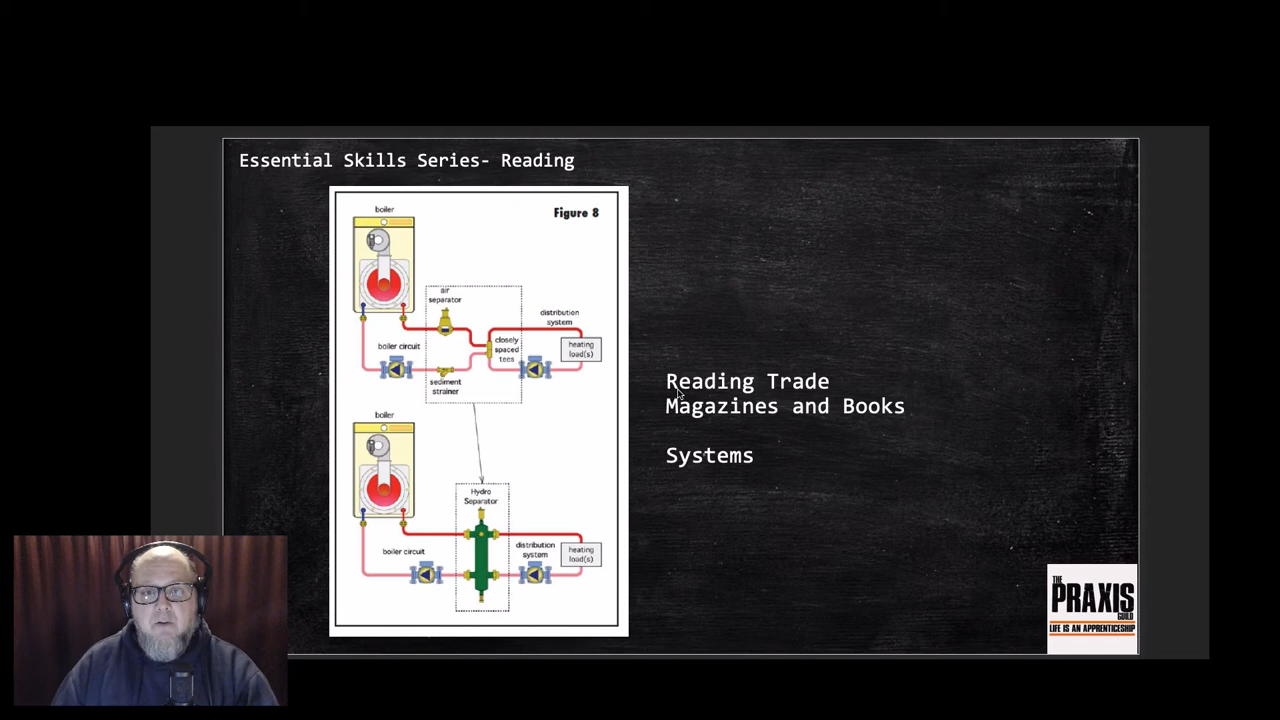 Essential Skills Series- Reading
Figure 8
boiler
air
separator
distribution
system
boiler circuit
closely
spaced
tees
heating
load(s)
sediment
strainer
boiler
Hydro
Separator
boiler circuit
distribution
system
heating
load(s)
Reading Trade
Magazines and Books
Systems
THE
PRAXIS
GUILD
LIFE IS AN APPRENTICESHIP